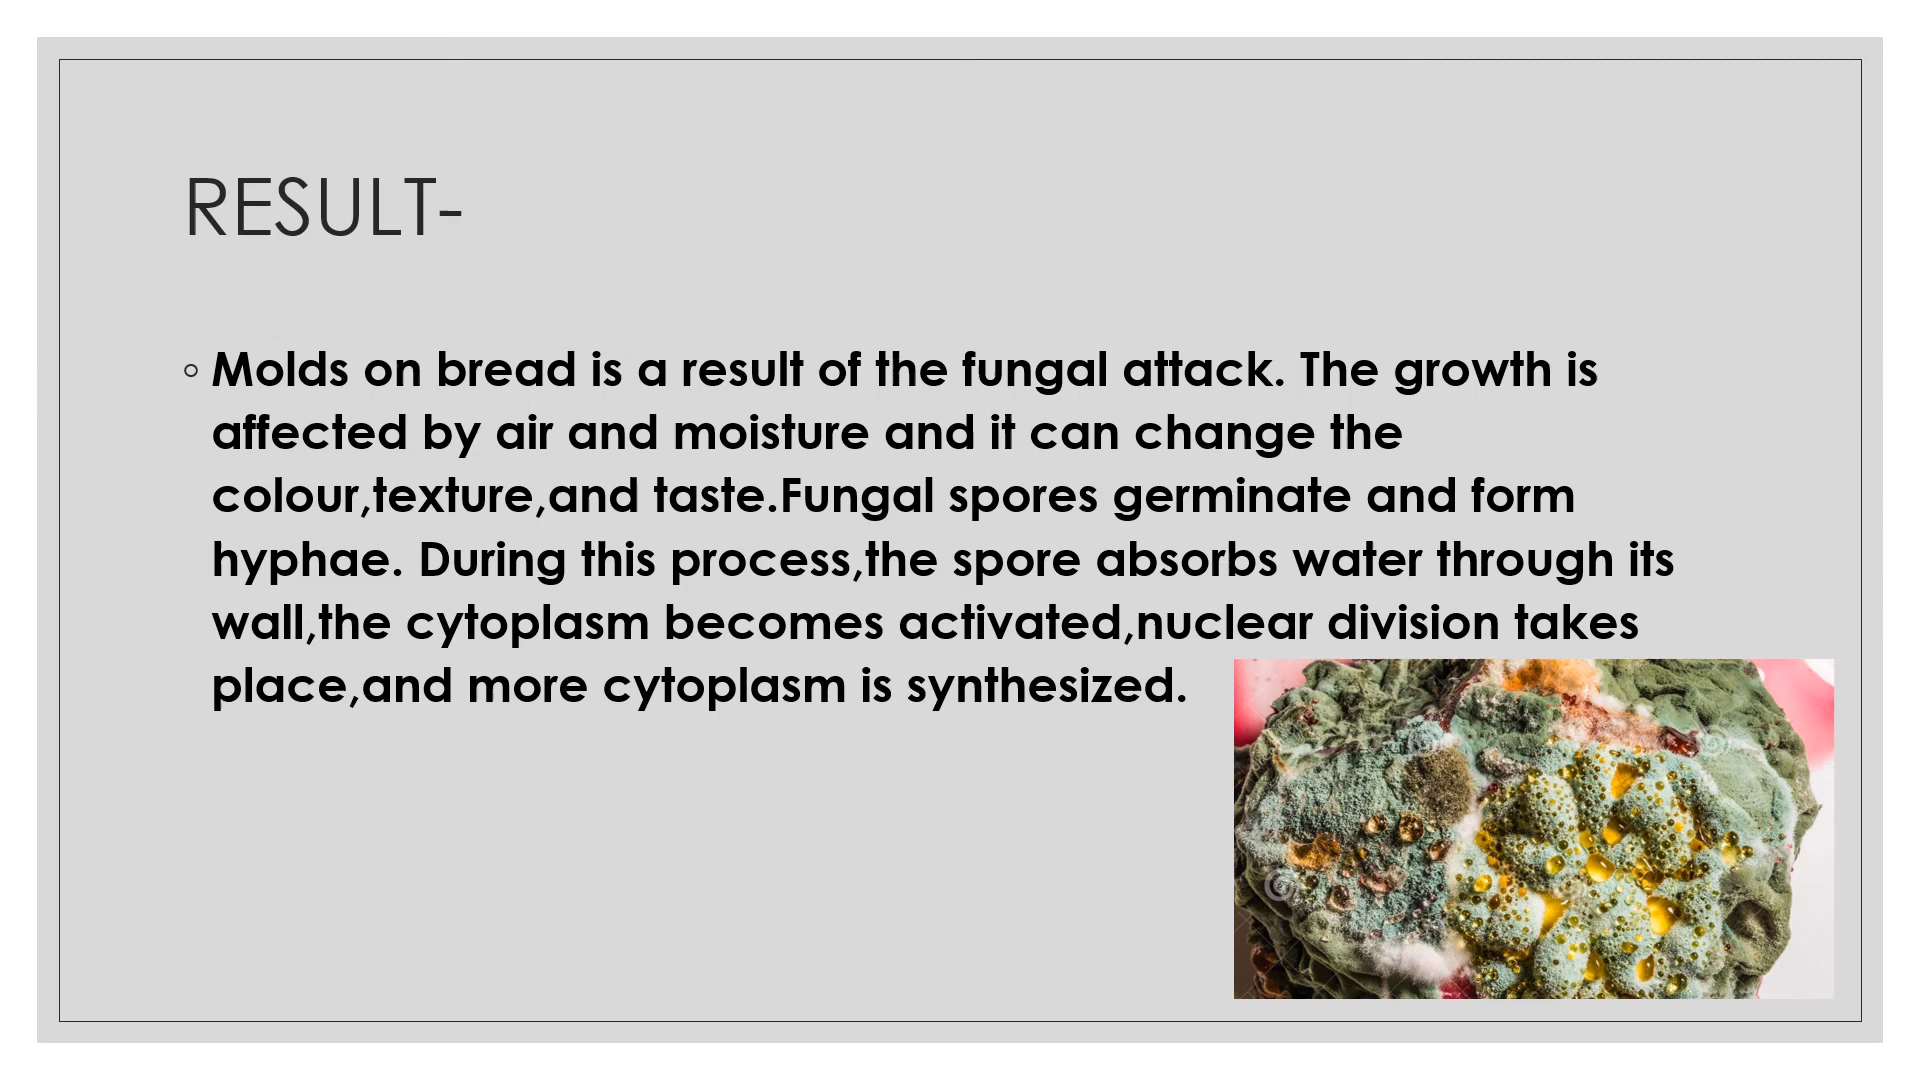 RESULT-
◦ Molds on bread is a result of the fungal attack. The growth is
affected by air and moisture and it can change the
colour,texture,and taste.Fungal spores germinate and form
hyphae. During this process,the spore absorbs water through its
wall,the cytoplasm becomes activated,nuclear division takes
place,and more cytoplasm is synthesized.